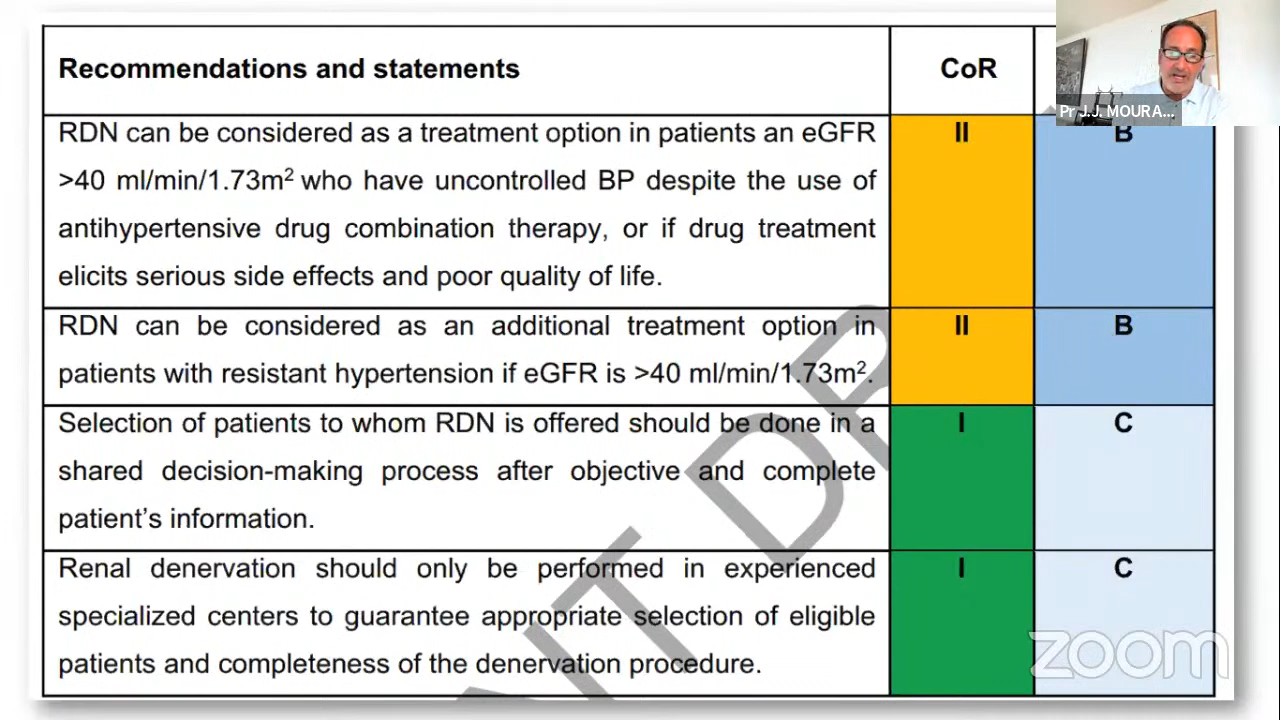 Recommendations and statements CoR
Pr J.J. MOURA...
RDN can be considered as a treatment option in patients an eGFR II B
>40 ml/min/1.73m² who have uncontrolled BP despite the use of
antihypertensive drug combination therapy, or if drug treatment
elicits serious side effects and poor quality of life.
RDN can be considered as an additional treatment option in II B
patients with resistant hypertension if eGFR is >40 ml/min/1.73m².
Selection of patients to whom RDN is offered should be done in a I C
shared decision-making process after objective and complete
patient's information.
Renal denervation should only be performed in experienced I C
specialized centers to guarantee appropriate selection of eligible
patients and completeness of the denervation procedure.
zoom